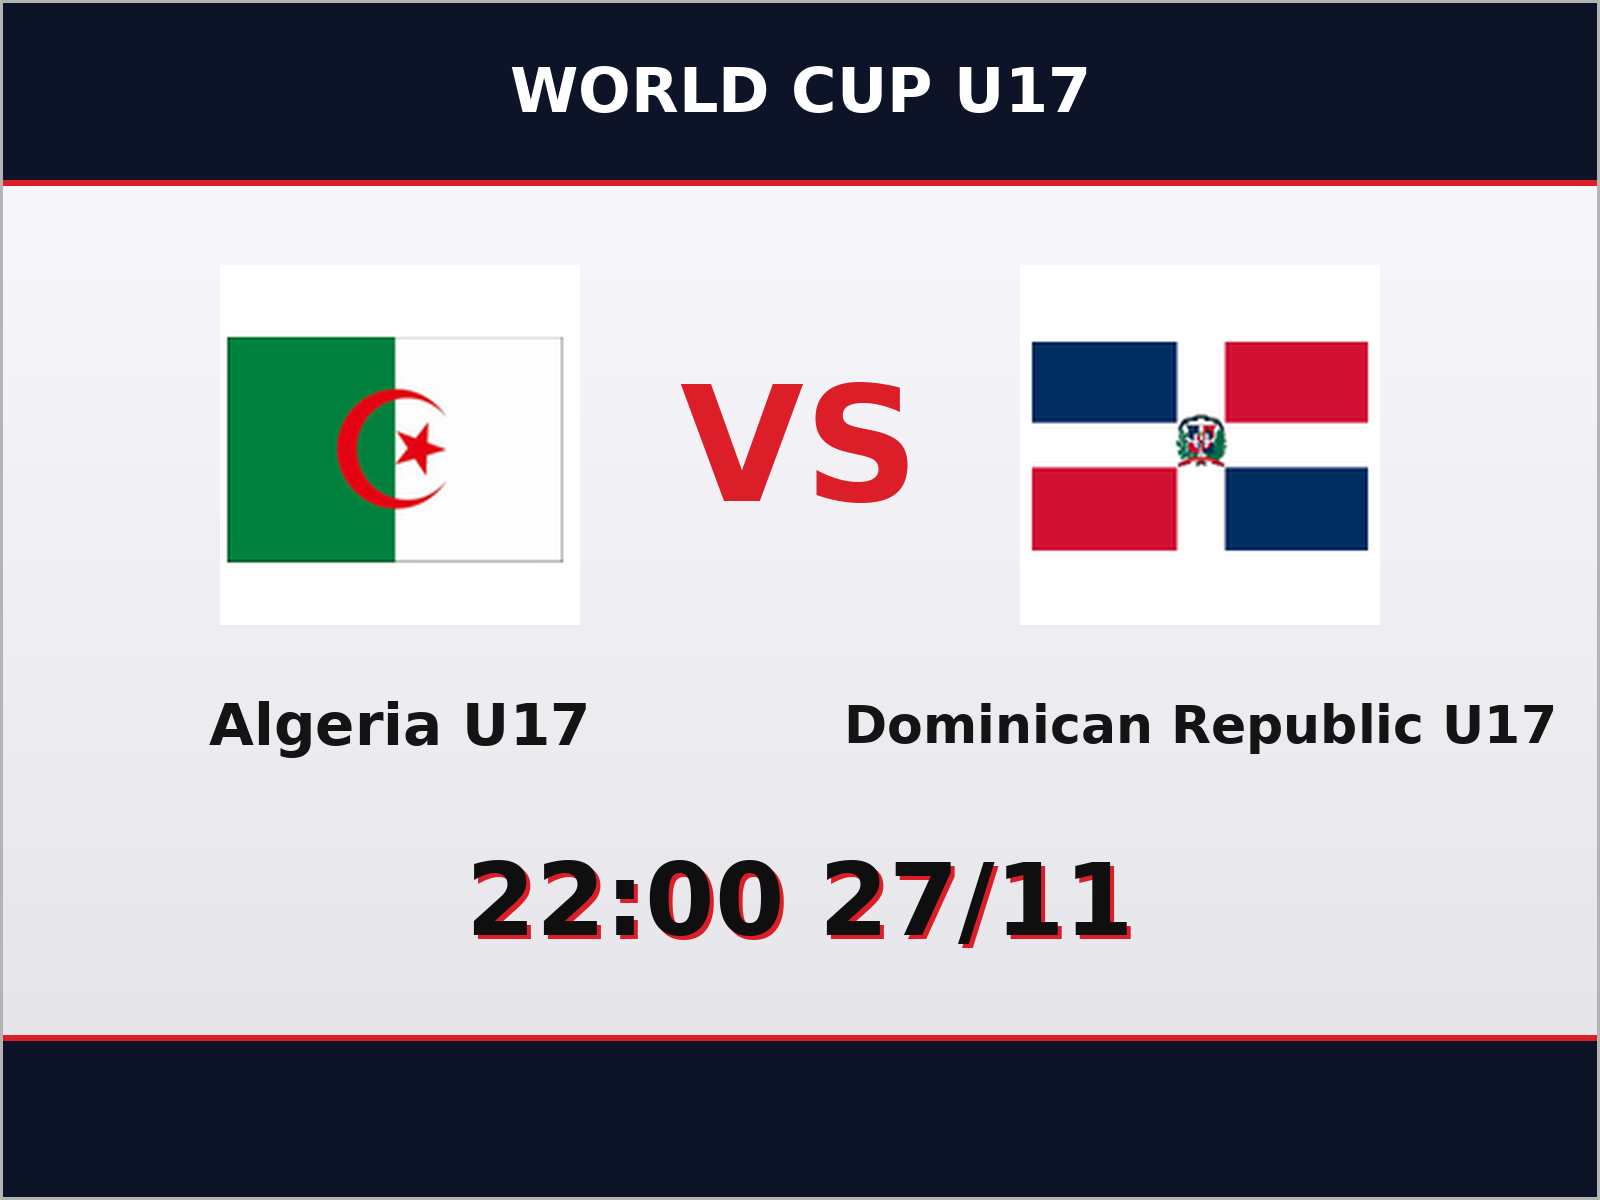 WORLD CUP U17
VS
Algeria U17
Dominican Republic U17
22:00 27/11